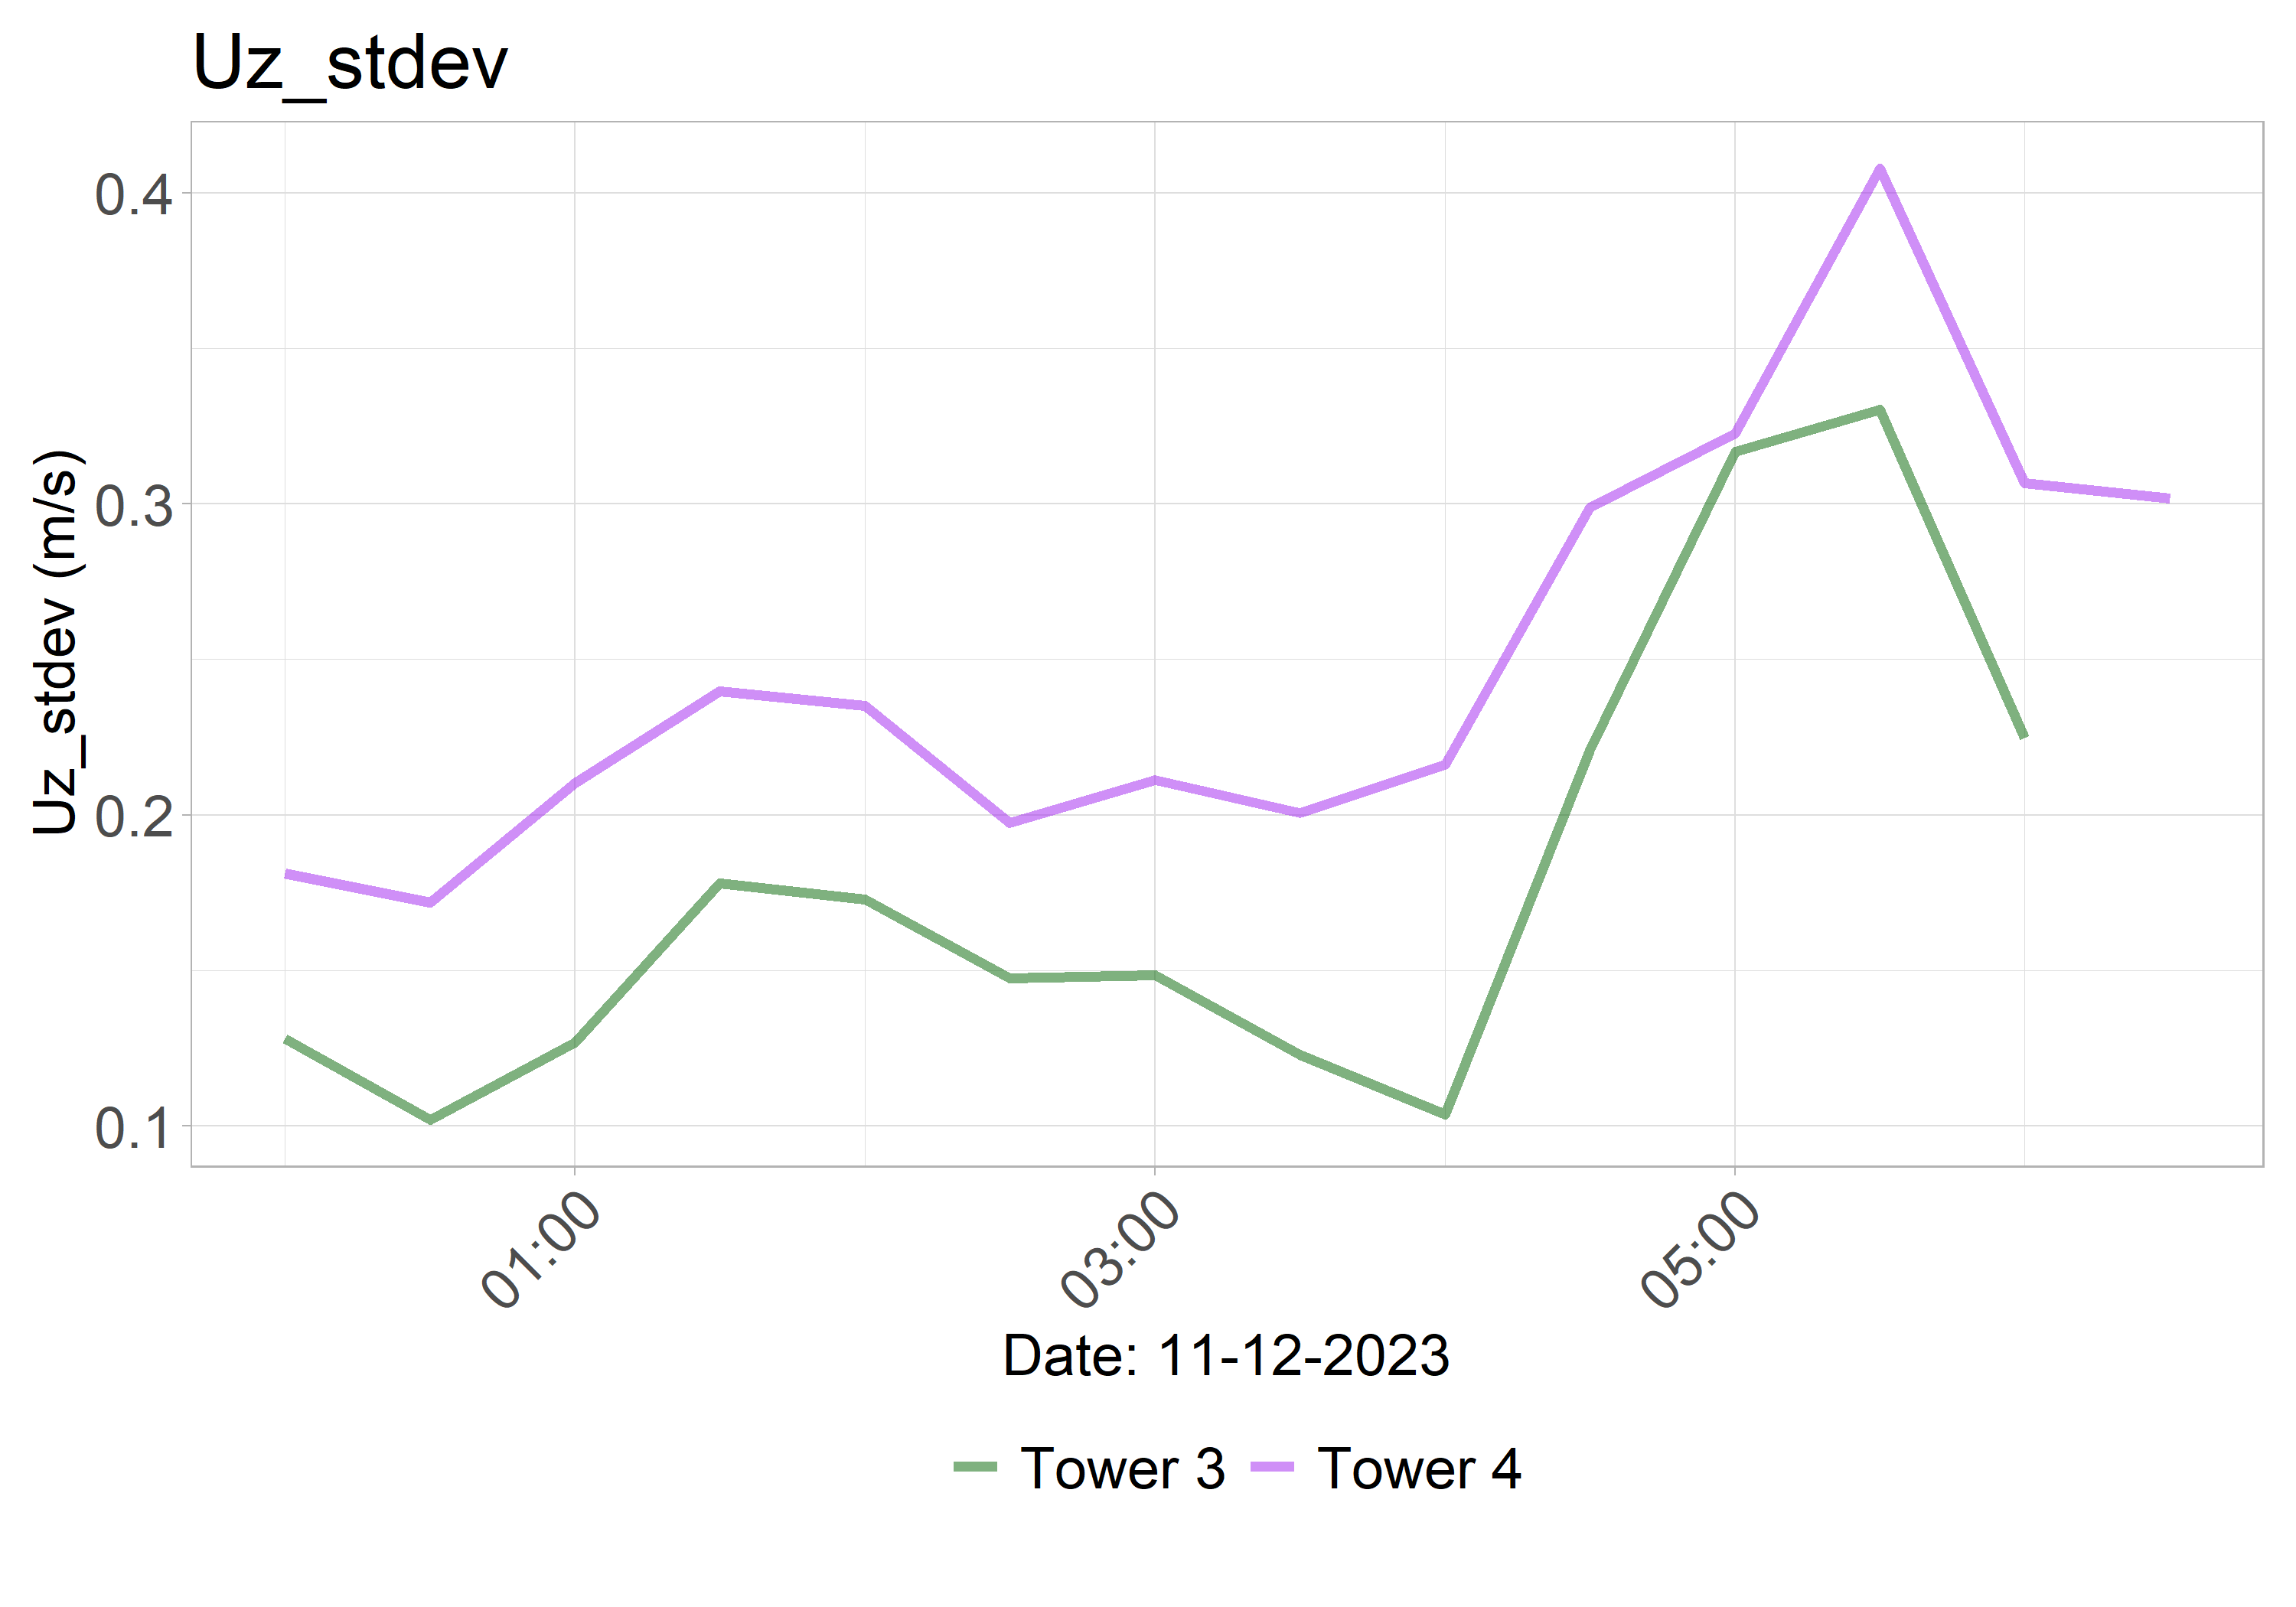 Uz_stdev
Uz_stdev (m/s)
0.4
0.3
0.2
0.1
01:00
03:00
05:00
Date: 11-12-2023
Tower 3
Tower 4